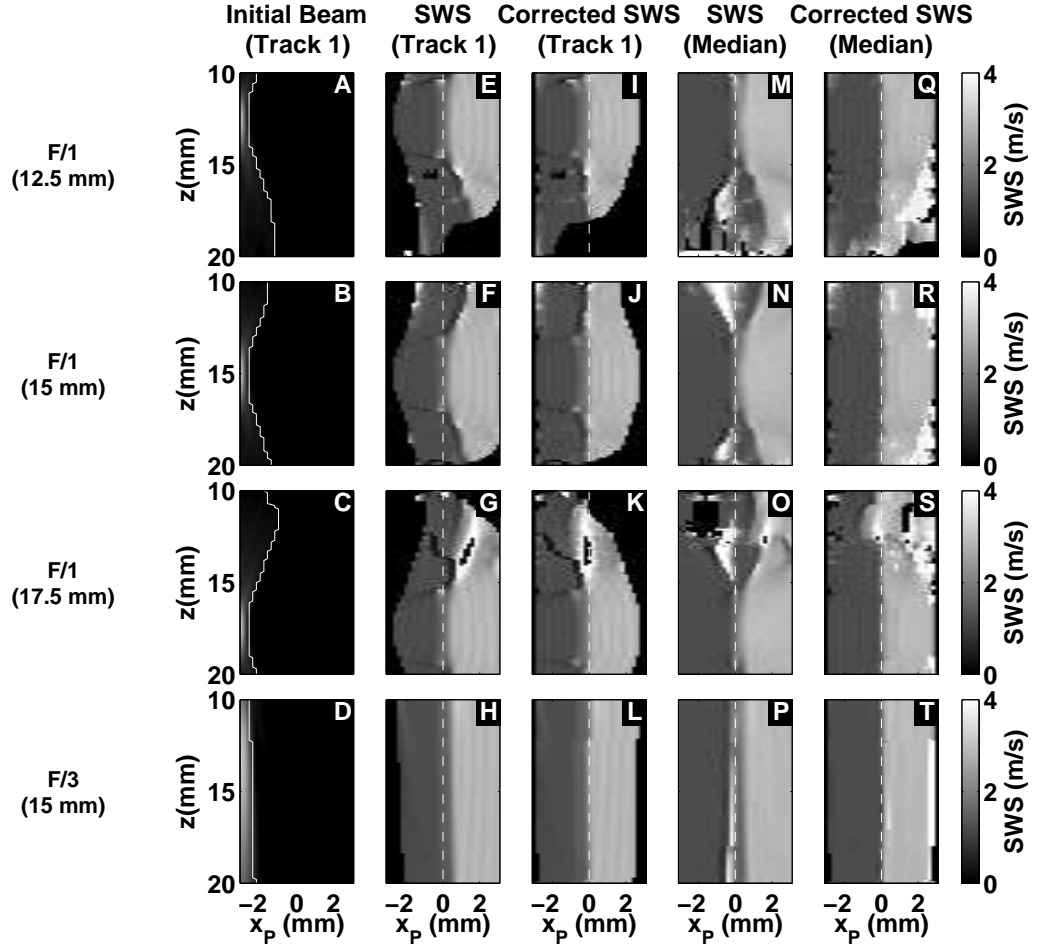 Initial Beam
(Track 1)
SWS
(Track 1)
Corrected SWS
(Track 1)
SWS
(Median)
Corrected SWS
(Median)
F/1
(12.5 mm)
z(mm)
10
15
20
A
E
I
M
Q
4
2
0
SWS (m/s)
F/1
(15 mm)
z(mm)
10
15
20
B
F
J
N
R
4
2
0
SWS (m/s)
F/1
(17.5 mm)
z(mm)
10
15
20
C
G
K
O
S
4
2
0
SWS (m/s)
F/3
(15 mm)
z(mm)
10
15
20
D
H
L
P
T
4
2
0
SWS (m/s)
−2 0 2
−2 0 2
−2 0 2
−2 0 2
−2 0 2
x_P (mm)
x_P (mm)
x_P (mm)
x_P (mm)
x_P (mm)